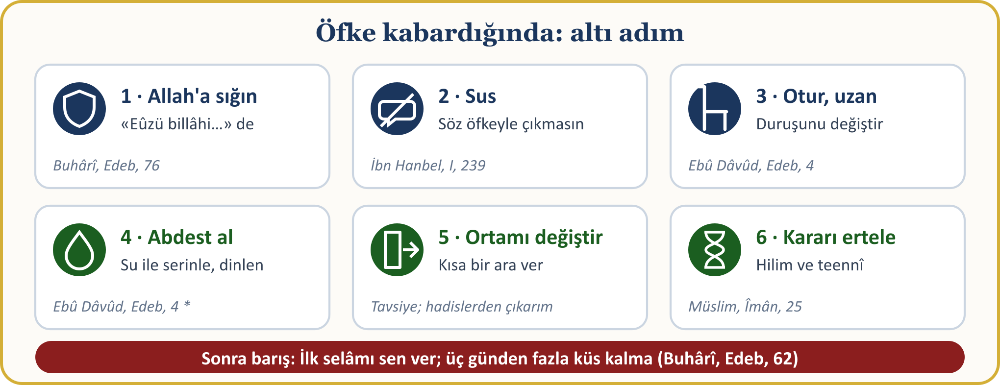 Öfke kabardığında: altı adım
1 · Allah'a sığın
«Eûzü billâhi...» de
Buhârî, Edeb, 76
2 · Sus
Söz öfkeyle çıkmasın
İbn Hanbel, I, 239
3 · Otur, uzan
Duruşunu değiştir
Ebû Dâvûd, Edeb, 4
4 · Abdest al
Su ile serinle, dinlen
Ebû Dâvûd, Edeb, 4 *
5 · Ortamı değiştir
Kısa bir ara ver
Tavsiye; hadislerden çıkarım
6 · Kararı ertele
Hilim ve teennî
Müslim, Îmân, 25
Sonra barış: İlk selâmı sen ver; üç günden fazla küs kalma (Buhârî, Edeb, 62)